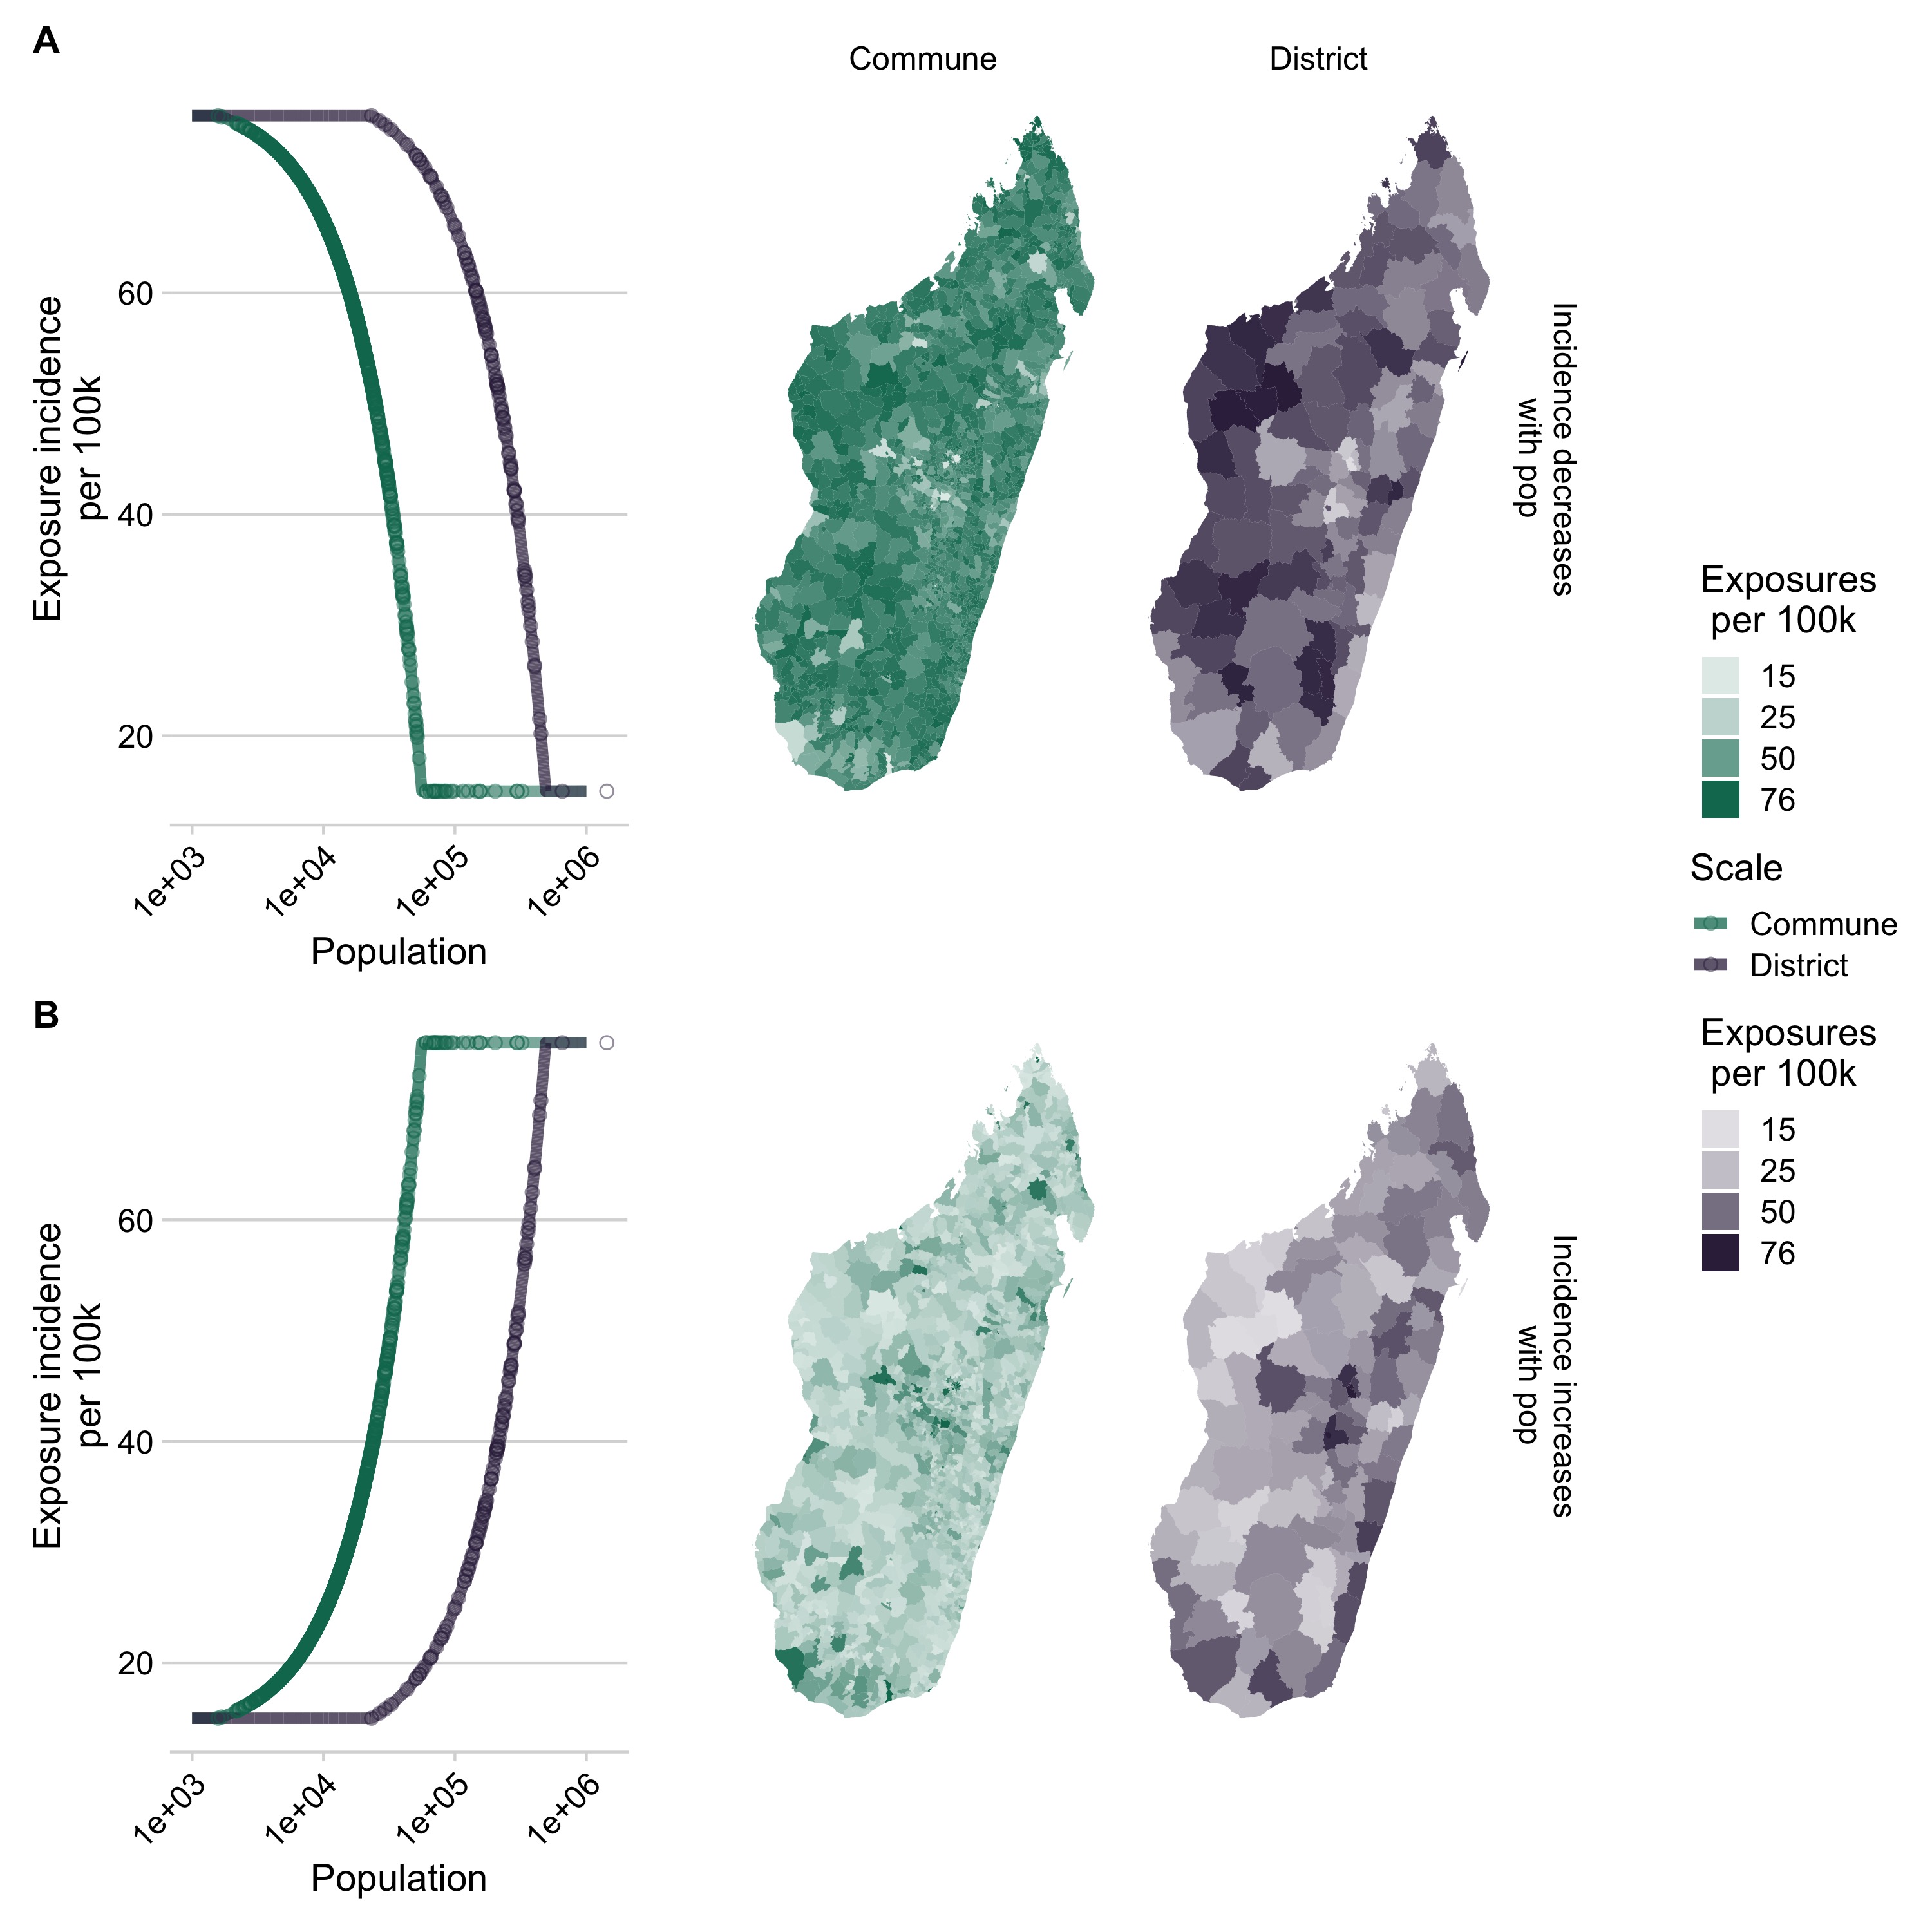 A
Commune
District
Exposure incidence
per 100k
60
40
20
1e+03
1e+04
1e+05
1e+06
Population
Incidence decreases
with pop
Exposures
per 100k
15
25
50
76
Scale
Commune
District
Exposures
per 100k
15
25
50
76
B
Exposure incidence
per 100k
60
40
20
1e+03
1e+04
1e+05
1e+06
Population
Incidence increases
with pop